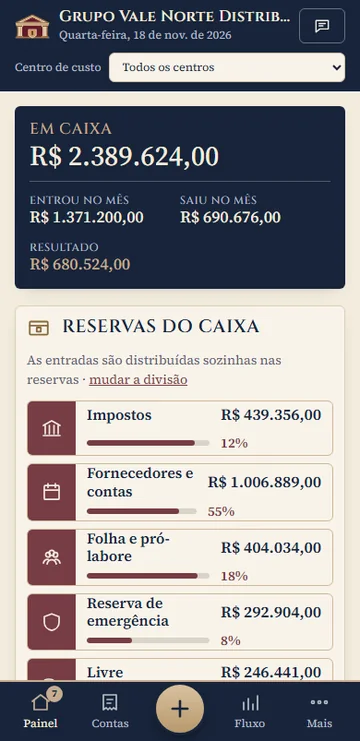 Grupo Vale Norte Distrib...
Quarta-feira, 18 de nov. de 2026
Centro de custo
Todos os centros
EM CAIXA
R$ 2.389.624,00
ENTROU NO MÊS
R$ 1.371.200,00
SAIU NO MÊS
R$ 690.676,00
RESULTADO
R$ 680.524,00
RESERVAS DO CAIXA
As entradas são distribuídas sozinhas nas
reservas · mudar a divisão
Impostos
R$ 439.356,00
12%
Fornecedores e
contas
R$ 1.006.889,00
55%
Folha e pró-
labore
R$ 404.034,00
18%
Reserva de
emergência
R$ 292.904,00
8%
Livre
R$ 246.441,00
7
Painel
Contas
Fluxo
Mais